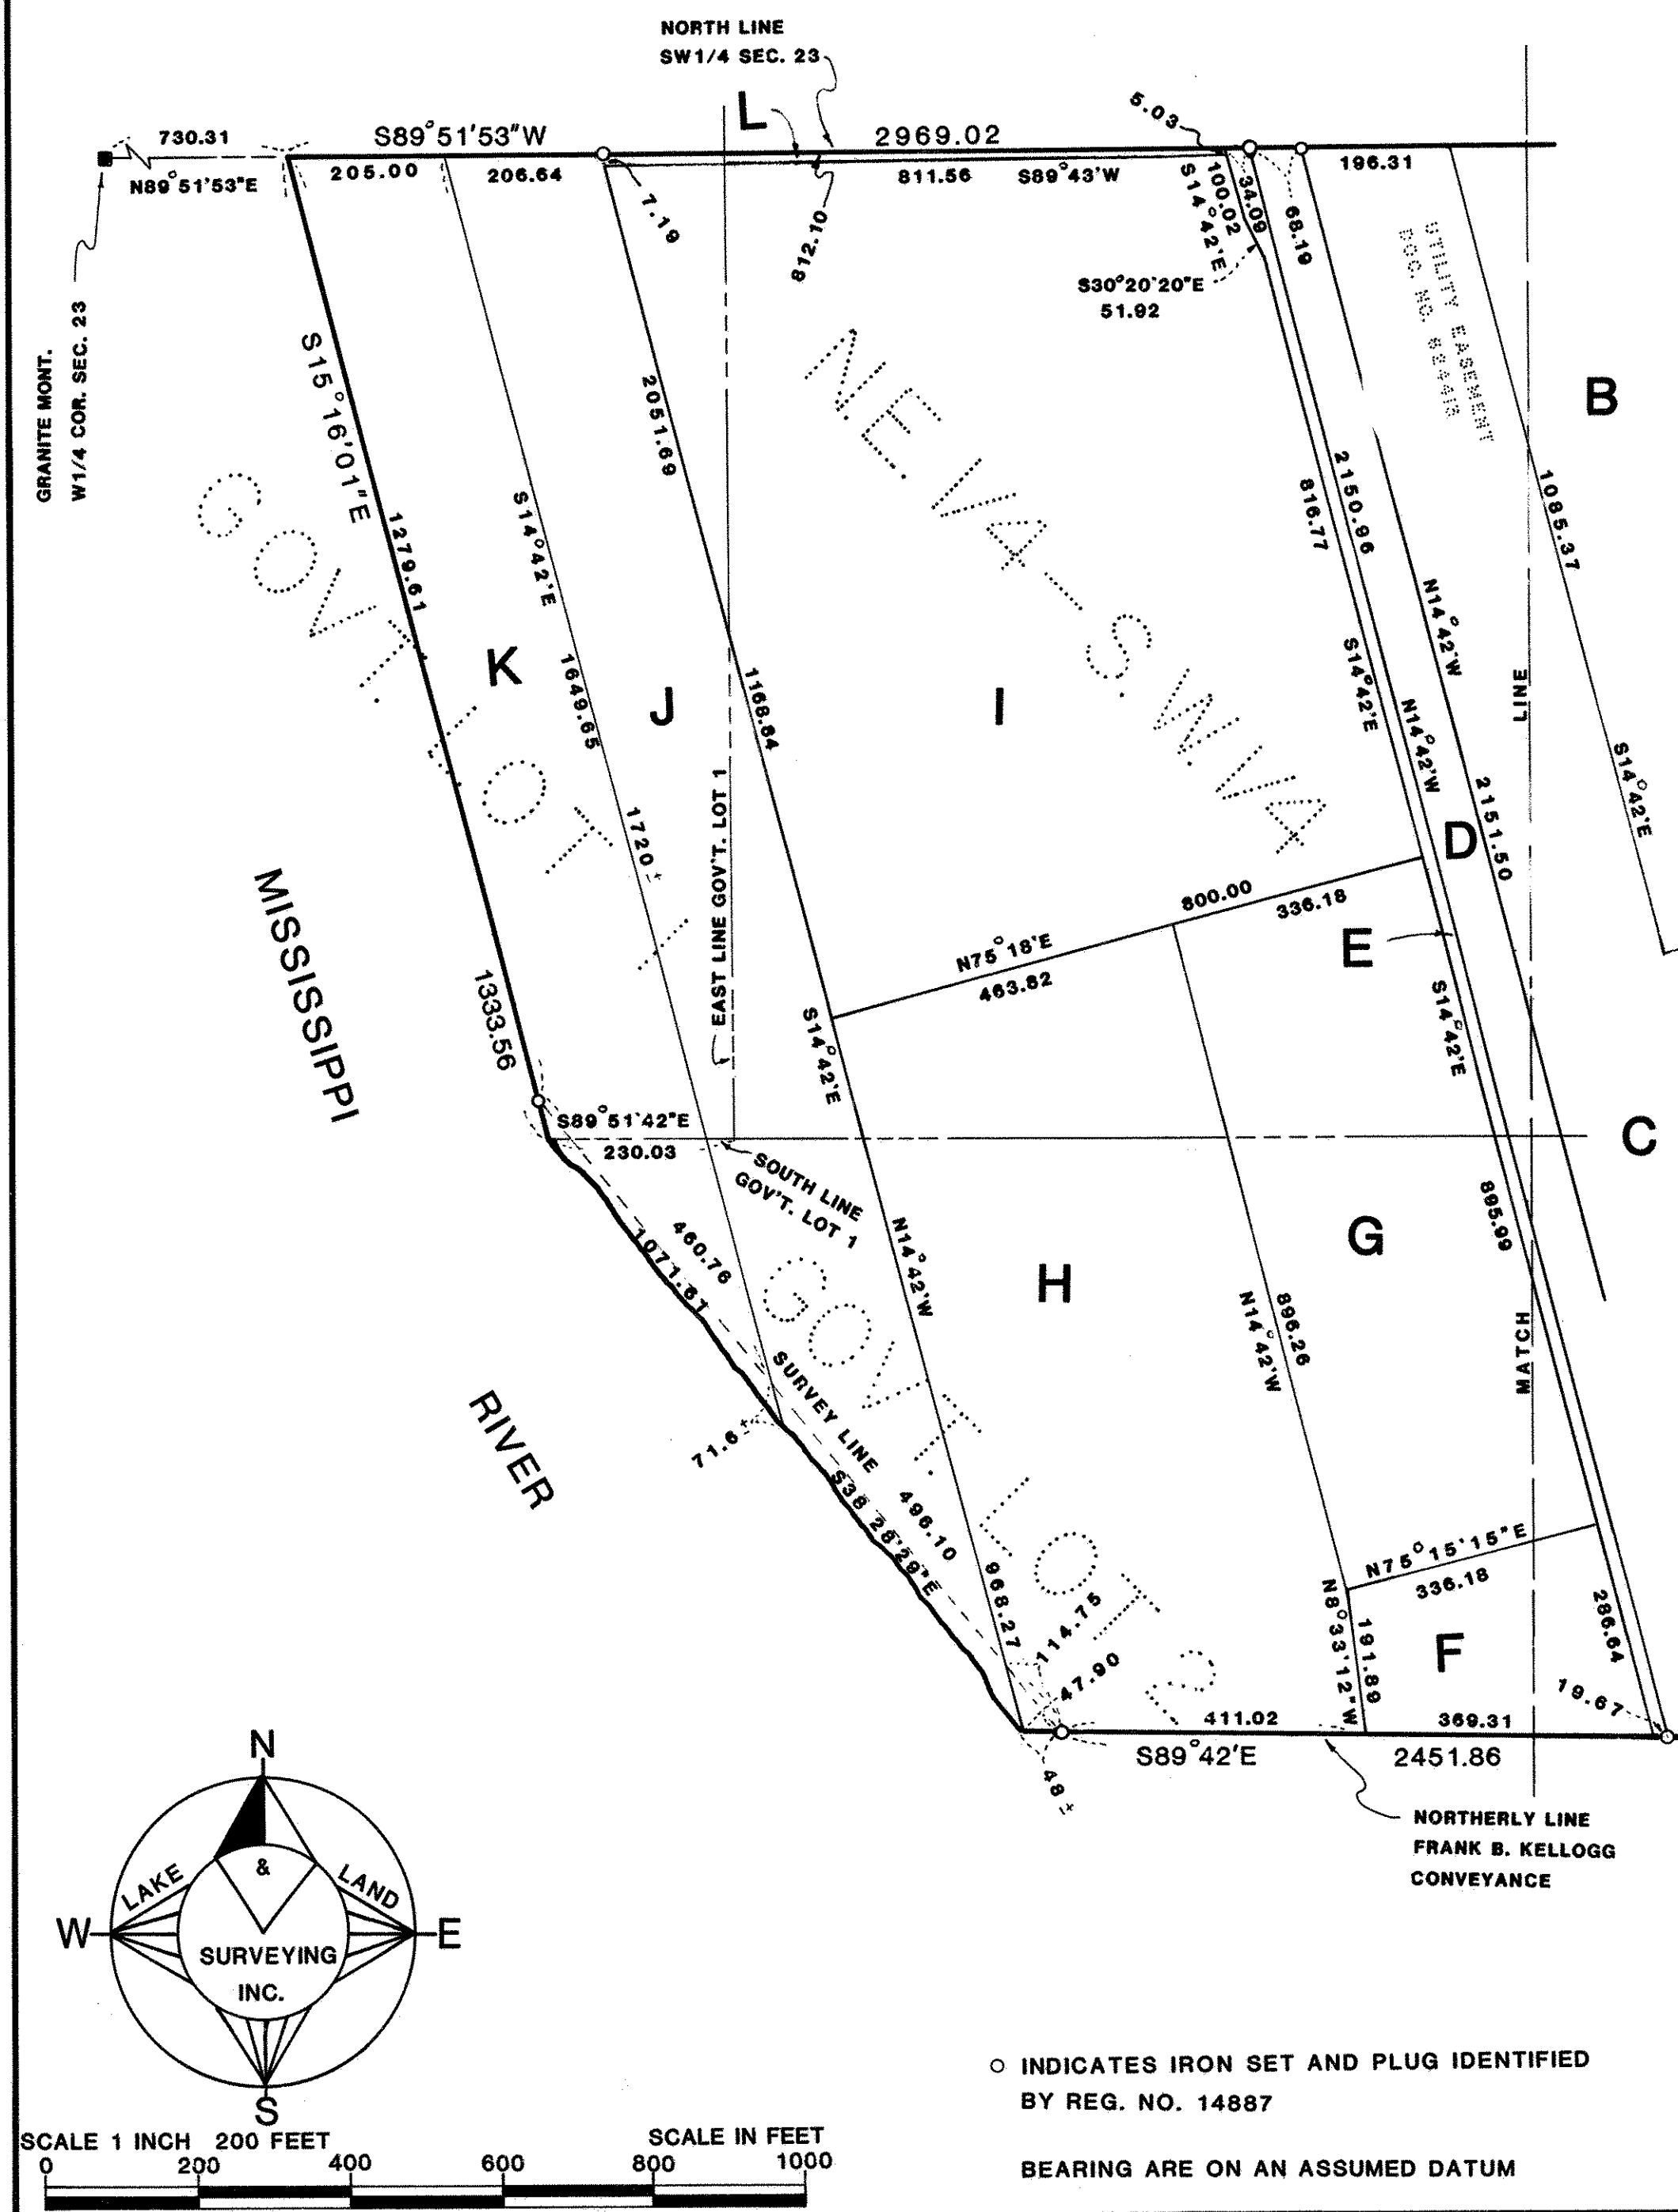 NORTH LINE
SW1/4 SEC. 23
L
5.03
730.31
S89°51'53"W
2969.02
N89°51'53"E
205.00
206.64
7.19
812.10
811.56
S89°43'W
100.02
S14°42'E
34.09
68.19
196.31
S30°20'20"E
51.92
UTILITY EASEMENT
DOC. NO.
B
GRANITE MONT.
W1/4 COR. SEC. 23
S15°16'01"E
1279.61
GOVT. LOT 1
K
S14°42'E
1649.65
1720±
J
2051.69
1168.84
EAST LINE GOV'T. LOT 1
NE.1/4-S.W.1/4
I
816.77
S14°42'E
2150.96
N14°42'W
N14°42'W
2151.50
LINE
1085.37
S14°42'E
D
E
800.00
336.18
N75°18'E
463.82
S14°42'E
S14°42'E
MISSISSIPPI
RIVER
1333.56
S89°51'42"E
230.03
SOUTH LINE
GOV'T. LOT 1
C
460.76
1071.61
N14°42'W
H
G
895.99
896.26
N14°42'W
MATCH
GOVT. LOT 2
SURVEY LINE
71.6±
S38 28'29"E
496.10
968.27
114.75
47.90
N75°15'15"E
336.18
N8°33'12"W
191.89
F
286.64
19.67
411.02
369.31
S89°42'E
2451.86
48±
NORTHERLY LINE
FRANK B. KELLOGG
CONVEYANCE
N
LAKE
&
LAND
W
E
SURVEYING
INC.
S
SCALE 1 INCH 200 FEET
SCALE IN FEET
0 200 400 600 800 1000
INDICATES IRON SET AND PLUG IDENTIFIED
BY REG. NO. 14887
BEARING ARE ON AN ASSUMED DATUM